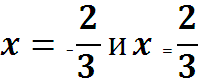 x = -2/3 И x = 2/3